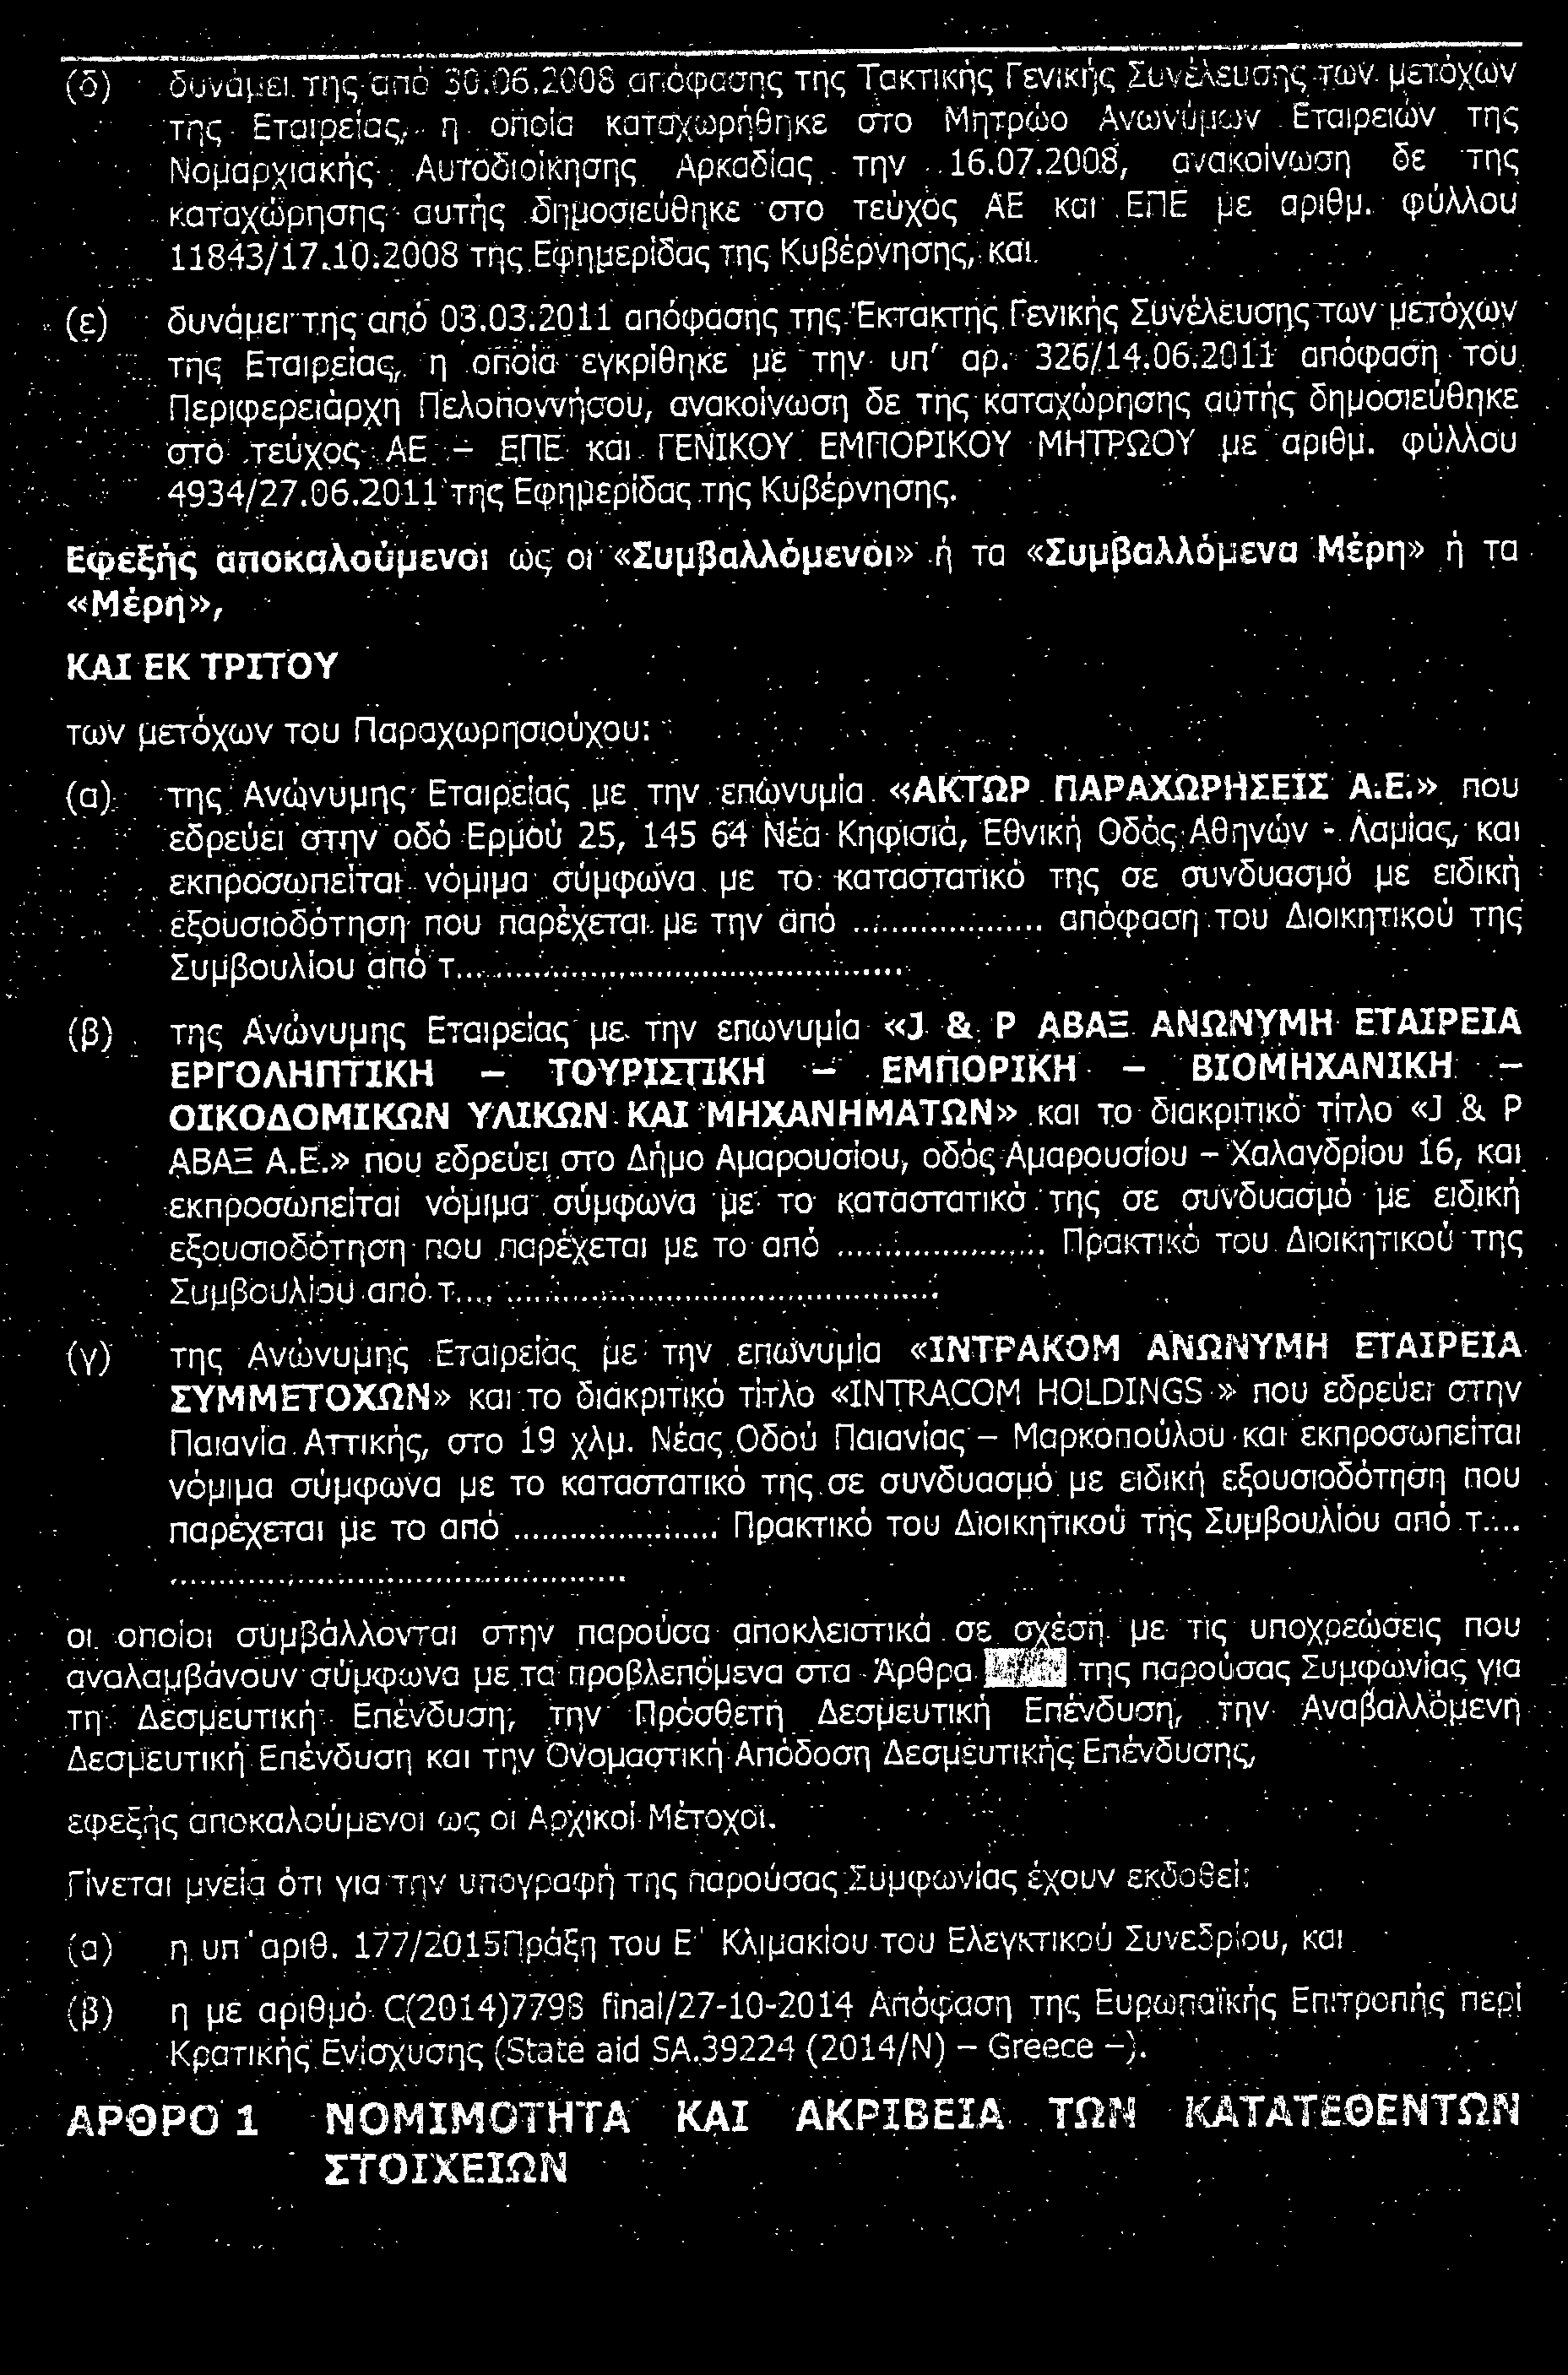 (δ) δυνάμει της από 30.06.2008 απόφασης της Τακτικής Γενικής Συνέλευσης των μετόχων
της Εταιρείας, η οποία καταχωρήθηκε στο Μητρώο Ανωνύμων Εταιρειών της
Νομαρχιακής Αυτοδιοίκησης Αρκαδίας την 16.07.2008, ανακοίνωση δε της
καταχώρησης αυτής δημοσιεύθηκε στο τεύχος ΑΕ και ΕΠΕ με αριθμ. φύλλου
11843/17.10.2008 της Εφημερίδας της Κυβέρνησης, και
(ε) δυνάμει της από 03.03.2011 απόφασης της Έκτακτης Γενικής Συνέλευσης των μετόχων
της Εταιρείας, η οποία εγκρίθηκε με την υπ' αρ. 326/14.06.2011 απόφαση του
Περιφερειάρχη Πελοποννήσου, ανακοίνωση δε της καταχώρησης αυτής δημοσιεύθηκε
στο τεύχος ΑΕ – ΕΠΕ και ΓΕΝΙΚΟΥ ΕΜΠΟΡΙΚΟΥ ΜΗΤΡΩΟΥ με αριθμ. φύλλου
4934/27.06.2011 της Εφημερίδας της Κυβέρνησης.
Εφεξής αποκαλούμενοι ως οι «Συμβαλλόμενοι» ή τα «Συμβαλλόμενα Μέρη» ή τα
«Μέρη»,
ΚΑΙ ΕΚ ΤΡΙΤΟΥ
των μετόχων του Παραχωρησιούχου:
(α) της Ανώνυμης Εταιρείας με την επώνυμία «ΑΚΤΩΡ ΠΑΡΑΧΩΡΗΣΕΙΣ Α.Ε.» που
εδρεύει στην οδό Ερμού 25, 145 64 Νέα Κηφισιά, Εθνική Οδός Αθηνών - Λαμίας, και
εκπροσωπείται νόμιμα σύμφωνα με το καταστατικό της σε συνδυασμό με ειδική
εξουσιοδότηση που παρέχεται με την από .................. απόφαση του Διοικητικού της
Συμβουλίου από τ..........................................
(β) της Ανώνυμης Εταιρείας με την επωνυμία «J & P ΑΒΑΞ ΑΝΩΝΥΜΗ ΕΤΑΙΡΕΙΑ
ΕΡΓΟΛΗΠΤΙΚΗ – ΤΟΥΡΙΣΤΙΚΗ – ΕΜΠΟΡΙΚΗ – ΒΙΟΜΗΧΑΝΙΚΗ –
ΟΙΚΟΔΟΜΙΚΩΝ ΥΛΙΚΩΝ ΚΑΙ ΜΗΧΑΝΗΜΑΤΩΝ» και το διακριτικό τίτλο «J & P
ΑΒΑΞ Α.Ε.» που εδρεύει στο Δήμο Αμαρουσίου, οδός Αμαρουσίου – Χαλανδρίου 16, και
εκπροσωπείται νόμιμα σύμφωνα με το καταστατικό της σε συνδυασμό με ειδική
εξουσιοδότηση που παρέχεται με το από .................. Πρακτικό του Διοικητικού της
Συμβουλίου από τ.............................................
(γ) της Ανώνυμης Εταιρείας με την επωνυμία «ΙΝΤΡΑΚΟΜ ΑΝΩΝΥΜΗ ΕΤΑΙΡΕΙΑ
ΣΥΜΜΕΤΟΧΩΝ» και το διακριτικό τίτλο «INTRACOM HOLDINGS » που εδρεύει στην
Παιανία Αττικής, στο 19 χλμ. Νέας Οδού Παιανίας – Μαρκοπούλου και εκπροσωπείται
νόμιμα σύμφωνα με το καταστατικό της σε συνδυασμό με ειδική εξουσιοδότηση που
παρέχεται με το από .................. Πρακτικό του Διοικητικού της Συμβουλίου από τ....
..........................................
οι οποίοι συμβάλλονται στην παρούσα αποκλειστικά σε σχέση με τις υποχρεώσεις που
αναλαμβάνουν σύμφωνα με τα προβλεπόμενα στα Άρθρα της παρούσας Συμφωνίας για
τη Δεσμευτική Επένδυση, την Πρόσθετη Δεσμευτική Επένδυση, την Αναβαλλόμενη
Δεσμευτική Επένδυση και την Ονομαστική Απόδοση Δεσμευτικής Επένδυσης,
εφεξής αποκαλούμενοι ως οι Αρχικοί Μέτοχοι.
Γίνεται μνεία ότι για την υπογραφή της παρούσας Συμφωνίας έχουν εκδοθεί:
(α) η υπ' αριθ. 177/2015Πράξη του Ε' Κλιμακίου του Ελεγκτικού Συνεδρίου, και
(β) η με αριθμό C(2014)7798 final/27-10-2014 Απόφαση της Ευρωπαϊκής Επιτροπής περί
Κρατικής Ενίσχυσης (State aid SA.39224 (2014/N) – Greece –).
ΑΡΘΡΟ 1 ΝΟΜΙΜΟΤΗΤΑ ΚΑΙ ΑΚΡΙΒΕΙΑ ΤΩΝ ΚΑΤΑΤΕΘΕΝΤΩΝ
ΣΤΟΙΧΕΙΩΝ